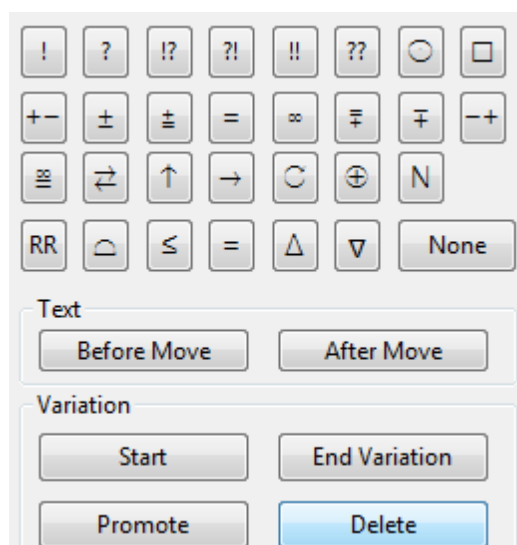 ! ? !? ?! !! ?? ⊙ □
+− ± ⩲ = ∞ ⩱ ∓ −+
≌ ⇄ ↑ → C ⊕ N
RR ⌓ ≤ = Δ ∇ None
Text
Before Move After Move
Variation
Start End Variation
Promote Delete